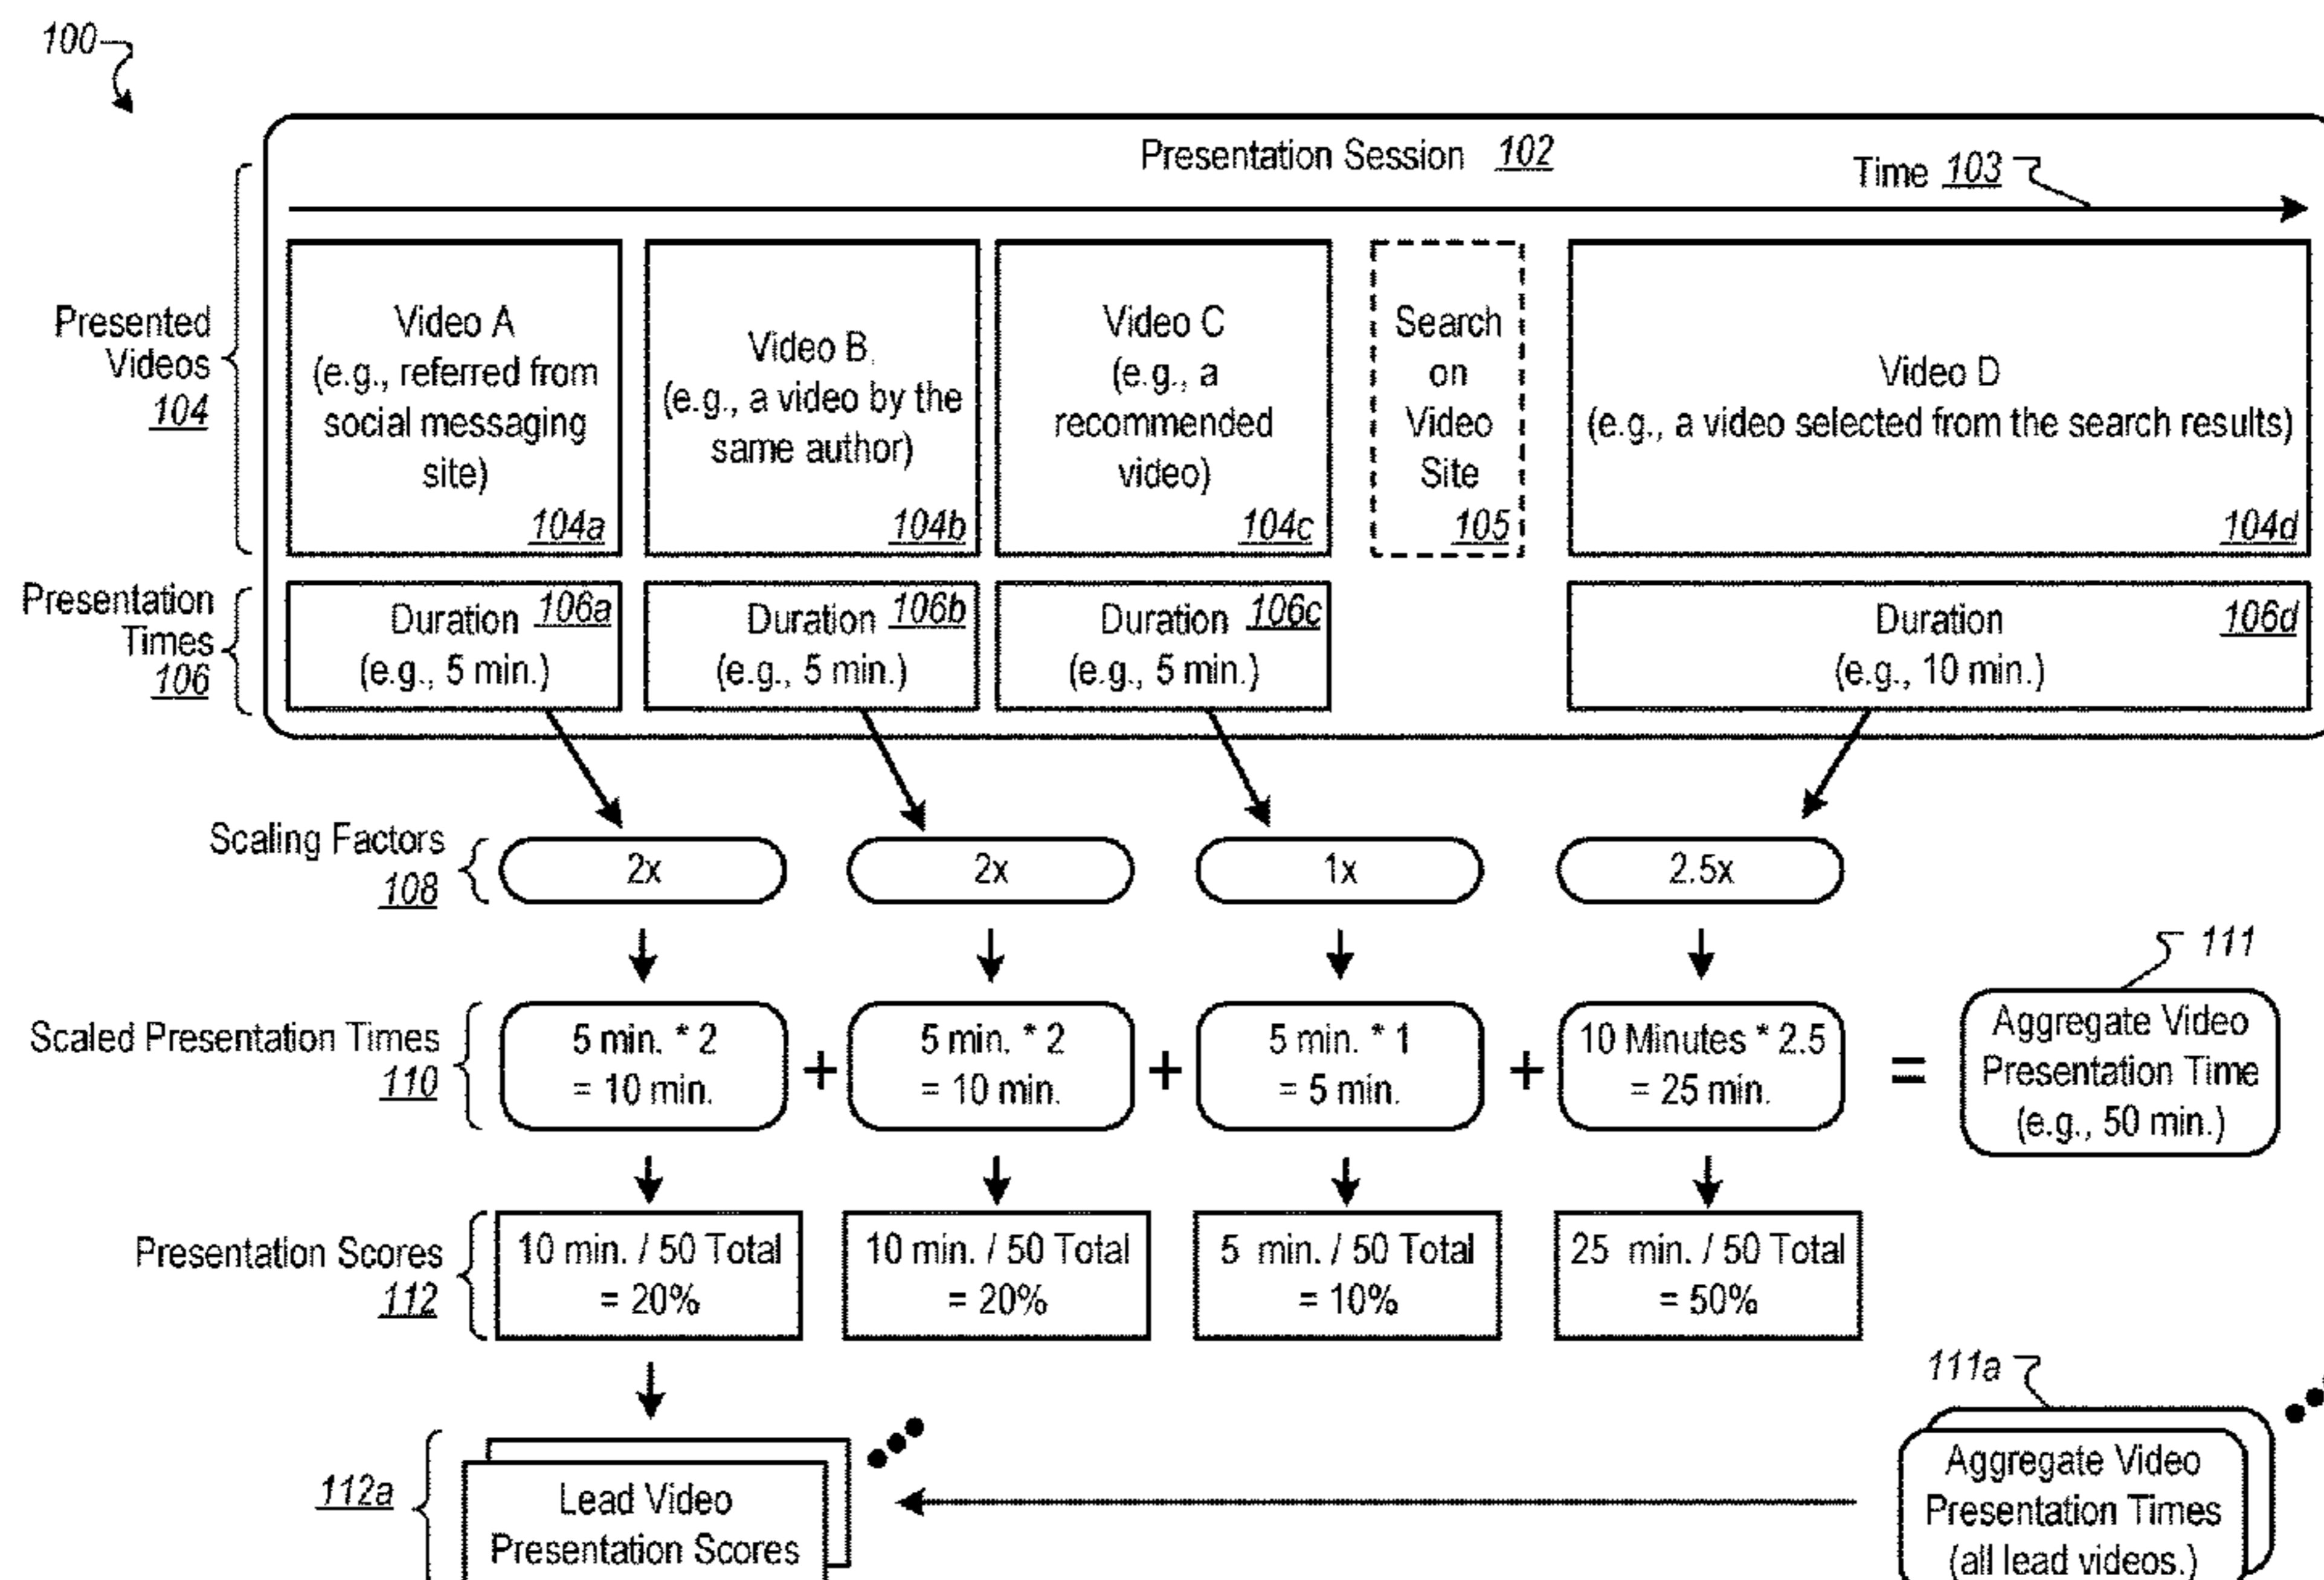 100
Presentation Session 102
Time 103
Presented
Videos
104
Video A
(e.g., referred from
social messaging
site)
104a
Video B
(e.g., a video by the
same author)
104b
Video C
(e.g., a
recommended
video)
104c
Search
on
Video
Site
105
Video D
(e.g., a video selected from the search results)
104d
Presentation
Times
106
Duration 106a
(e.g., 5 min.)
Duration 106b
(e.g., 5 min.)
Duration 106c
(e.g., 5 min.)
Duration 106d
(e.g., 10 min.)
Scaling Factors
108
2x
2x
1x
2.5x
Scaled Presentation Times
110
5 min. * 2
= 10 min.
+
5 min. * 2
= 10 min.
+
5 min. * 1
= 5 min.
+
10 Minutes * 2.5
= 25 min.
=
111
Aggregate Video
Presentation Time
(e.g., 50 min.)
Presentation Scores
112
10 min. / 50 Total
= 20%
10 min. / 50 Total
= 20%
5 min. / 50 Total
= 10%
25 min. / 50 Total
= 50%
112a
Lead Video
Presentation Scores
111a
Aggregate Video
Presentation Times
(all lead videos.)